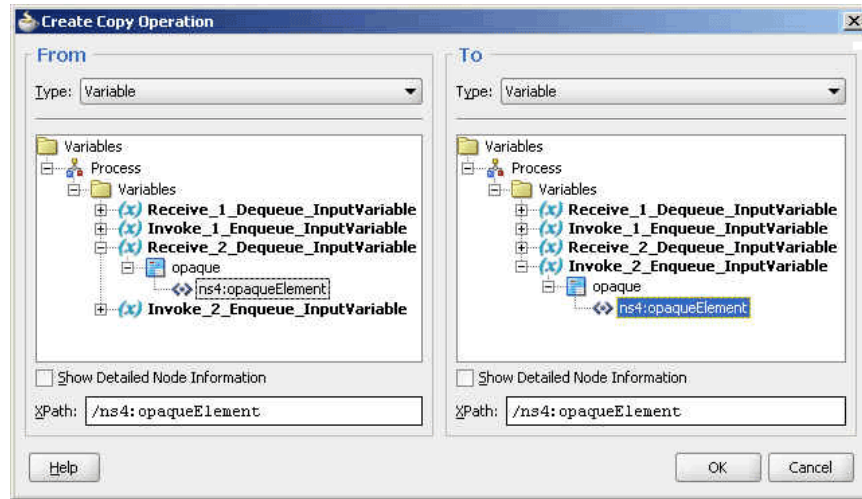 Create Copy Operation
From
Type: Variable
Variables
Process
Variables
(x) Receive_1_Dequeue_InputVariable
(x) Invoke_1_Enqueue_InputVariable
(x) Receive_2_Dequeue_InputVariable
opaque
ns4:opaqueElement
(x) Invoke_2_Enqueue_InputVariable
Show Detailed Node Information
XPath: /ns4:opaqueElement
To
Type: Variable
Variables
Process
Variables
(x) Receive_1_Dequeue_InputVariable
(x) Invoke_1_Enqueue_InputVariable
(x) Receive_2_Dequeue_InputVariable
(x) Invoke_2_Enqueue_InputVariable
opaque
ns4:opaqueElement
Show Detailed Node Information
XPath: /ns4:opaqueElement
Help
OK
Cancel